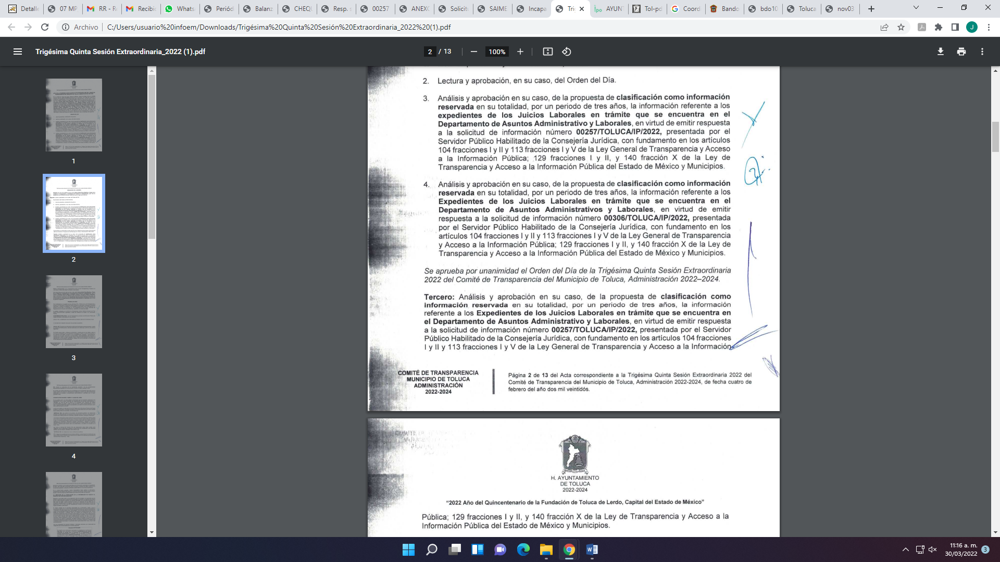 Detalle
07 MP
RR - R
Recibic
Whats
Periód
Balanz
CHEQU
Resp. s
00257
ANEXC
Solicitu
SAIME
Incapa
Tri
AYUNT
Tol-pd
Coord
Bando
bdo10
Toluca
nov03
Archivo
C:/Users/usuario%20infoem/Downloads/Trigésima%20Quinta%20Sesión%20Extraordinaria_2022%20(1).pdf
J
Trigésima Quinta Sesión Extraordinaria_2022 (1).pdf
2 / 13
100%
1
2
3
4
2. Lectura y aprobación, en su caso, del Orden del Día.
3. Análisis y aprobación en su caso, de la propuesta de clasificación como información
reservada en su totalidad, por un periodo de tres años, la información referente a los
expedientes de los Juicios Laborales en trámite que se encuentra en el
Departamento de Asuntos Administrativo y Laborales, en virtud de emitir respuesta
a la solicitud de información número 00257/TOLUCA/IP/2022, presentada por el
Servidor Público Habilitado de la Consejería Jurídica, con fundamento en los artículos
104 fracciones I y II y 113 fracciones I y V de la Ley General de Transparencia y Acceso
a la Información Pública; 129 fracciones I y II, y 140 fracción X de la Ley de
Transparencia y Acceso a la Información Pública del Estado de México y Municipios.
4. Análisis y aprobación en su caso, de la propuesta de clasificación como información
reservada en su totalidad, por un periodo de tres años, la información referente a los
Expedientes de los Juicios Laborales en trámite que se encuentra en el
Departamento de Asuntos Administrativos y Laborales, en virtud de emitir
respuesta a la solicitud de información número 00306/TOLUCA/IP/2022, presentada
por el Servidor Público Habilitado de la Consejería Jurídica, con fundamento en los
artículos 104 fracciones I y II y 113 fracciones I y V de la Ley General de Transparencia
y Acceso a la Información Pública; 129 fracciones I y II, y 140 fracción X de la Ley de
Transparencia y Acceso a la Información Pública del Estado de México y Municipios.
Se aprueba por unanimidad el Orden del Día de la Trigésima Quinta Sesión Extraordinaria
2022 del Comité de Transparencia del Municipio de Toluca, Administración 2022–2024.
Tercero: Análisis y aprobación en su caso, de la propuesta de clasificación como
información reservada en su totalidad, por un periodo de tres años, la información
referente a los Expedientes de los Juicios Laborales en trámite que se encuentra en
el Departamento de Asuntos Administrativo y Laborales, en virtud de emitir respuesta
a la solicitud de información número 00257/TOLUCA/IP/2022, presentada por el Servidor
Público Habilitado de la Consejería Jurídica, con fundamento en los artículos 104 fracciones
I y II y 113 fracciones I y V de la Ley General de Transparencia y Acceso a la Información
COMITÉ DE TRANSPARENCIA
MUNICIPIO DE TOLUCA
ADMINISTRACIÓN
2022-2024
Página 2 de 13 del Acta correspondiente a la Trigésima Quinta Sesión Extraordinaria 2022 del
Comité de Transparencia del Municipio de Toluca, Administración 2022-2024, de fecha cuatro de
febrero del año dos mil veintidós.
H. AYUNTAMIENTO
DE TOLUCA
2022-2024
“2022 Año del Quincentenario de la Fundación de Toluca de Lerdo, Capital del Estado de México”
Pública; 129 fracciones I y II, y 140 fracción X de la Ley de Transparencia y Acceso a la
Información Pública del Estado de México y Municipios.
11:16 a. m.
30/03/2022
3